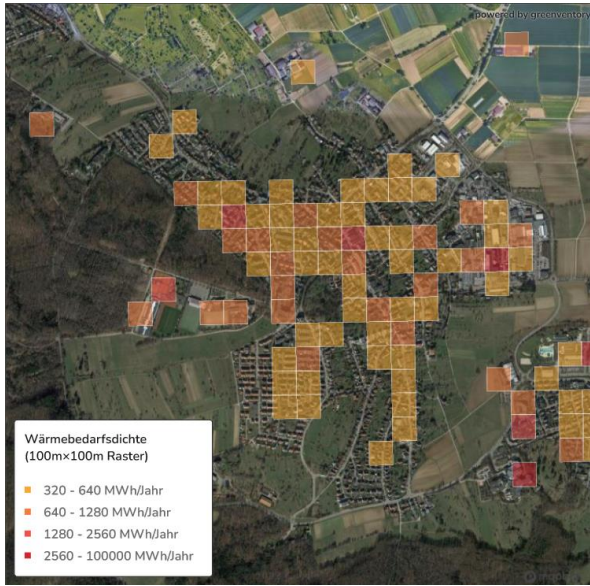 powered by greenventory
Wärmebedarfsdichte
(100m×100m Raster)
320 - 640 MWh/Jahr
640 - 1280 MWh/Jahr
1280 - 2560 MWh/Jahr
2560 - 100000 MWh/Jahr